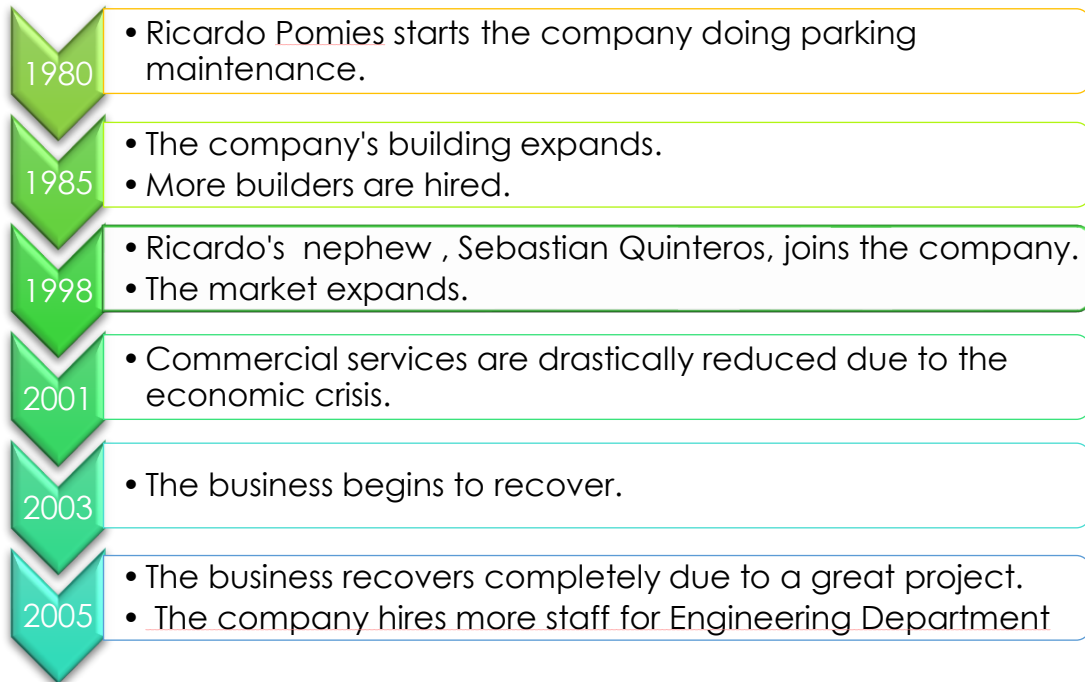 1980
• Ricardo Pomies starts the company doing parking
maintenance.
1985
• The company's building expands.
• More builders are hired.
1998
• Ricardo's  nephew , Sebastian Quinteros, joins the company.
• The market expands.
2001
• Commercial services are drastically reduced due to the
economic crisis.
2003
• The business begins to recover.
2005
• The business recovers completely due to a great project.
•  The company hires more staff for Engineering Department